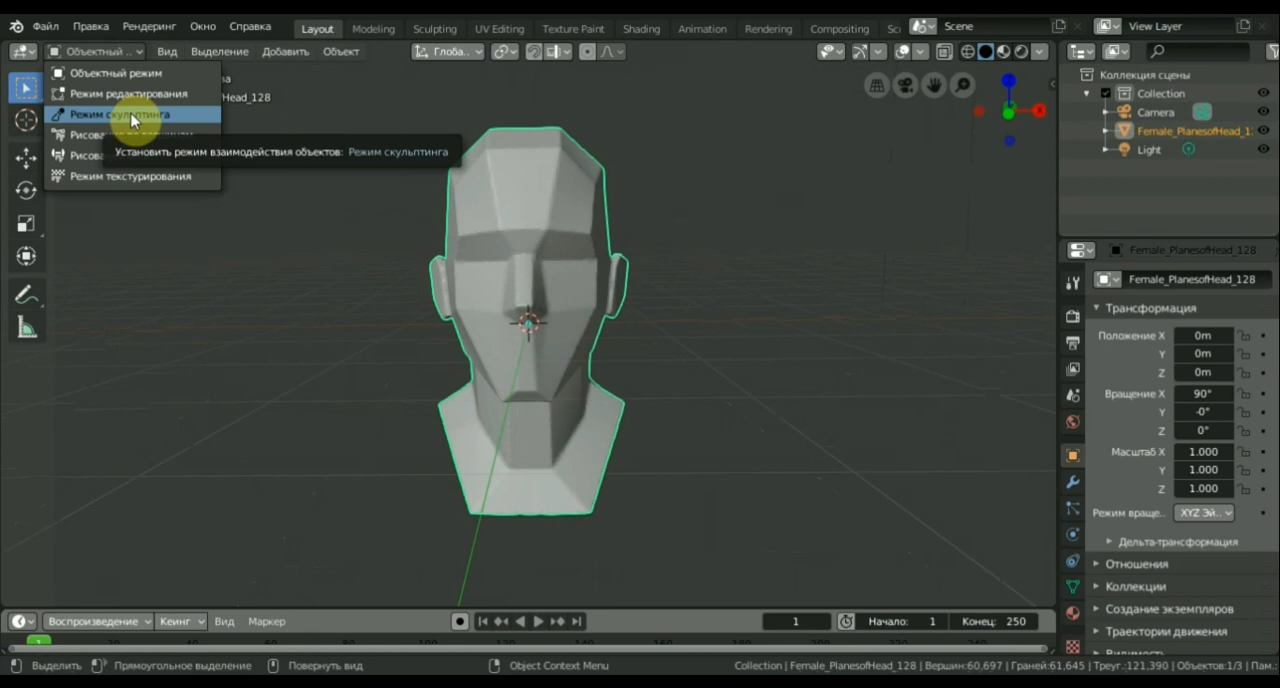 Файл Правка Рендеринг Окно Справка Layout Modeling Sculpting UV Editing Texture Paint Shading Animation Rendering Compositing Sc Scene View Layer
Объектный .. Вид Выделение Добавить Объект Глоба..
Объектный режим
Режим редактирования
Режим скульптинга
Рисова
Рисова
Режим текстурирования
Установить режим взаимодействия объектов: Режим скульптинга
Head_128
Коллекция сцены
Collection
Camera
Female_PlanesofHead_1
Light
Female_PlanesofHead_128
Female_PlanesofHead_128
Трансформация
Положение X 0m
Y 0m
Z 0m
Вращение X 90°
Y -0°
Z 0°
Масштаб X 1.000
Y 1.000
Z 1.000
Режим враще.. XYZ Эй..
Дельта-трансформация
Отношения
Коллекции
Создание экземпляров
Траектории движения
Видимость
Воспроизведение Кеинг Вид Маркер 1 Начало: 1 Конец: 250
1
Выделить Прямоугольное выделение Повернуть вид Object Context Menu Collection | Female_PlanesofHead_128 | Вершин:60,697 | Граней:61,645 | Треуг.:121,390 | Объектов:1/3 | Пам.: